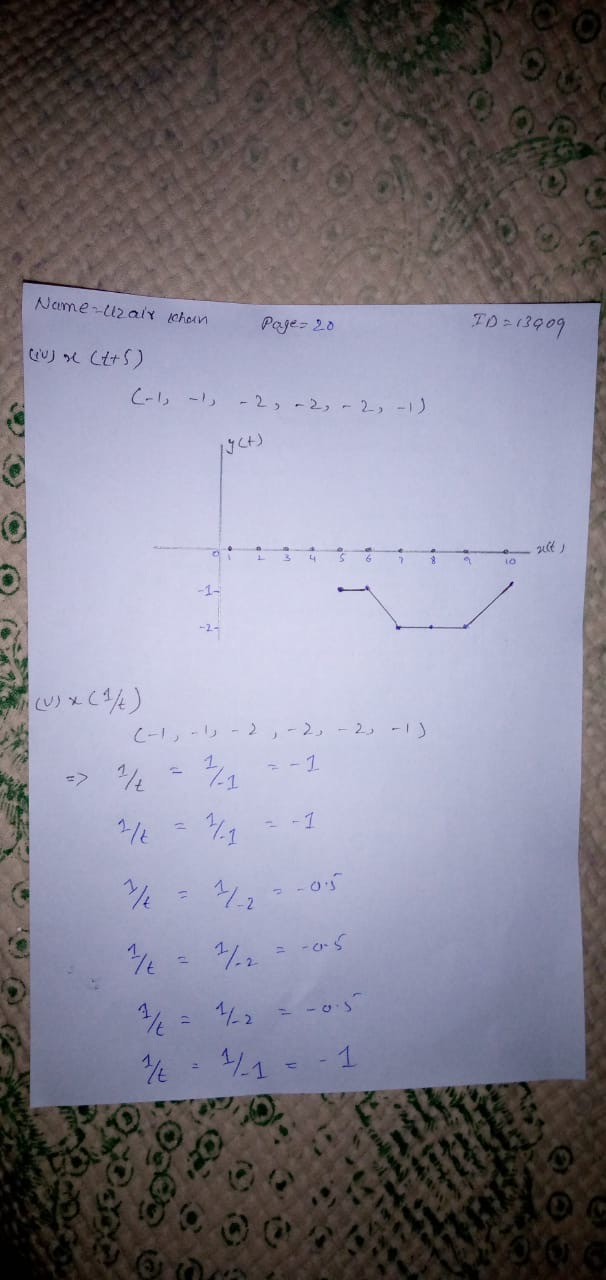 Name=Uzair Khan Page=20 ID=13909
(iv) x (t+5)
(-1, -1, -2, -2, -2, -1)
y(t)
0 1 2 3 4 5 6 7 8 9 10 x(t)
-1
-2
(v) x (1/t)
(-1, -1, -2, -2, -2, -1)
=> 1/t = 1/-1 = -1
1/t = 1/-1 = -1
1/t = 1/-2 = -0.5
1/t = 1/-2 = -0.5
1/t = 1/-2 = -0.5
1/t = 1/-1 = -1